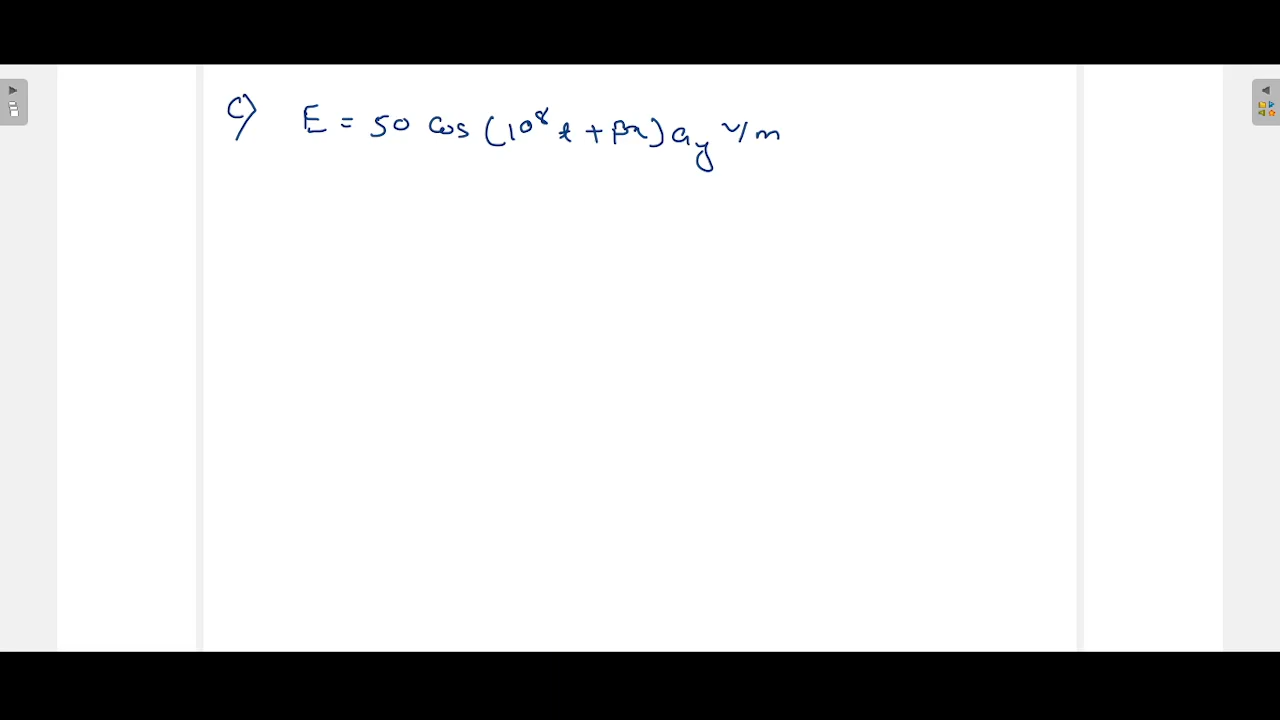 c) E = 50 cos (10⁸ t + βx) a_y V/m